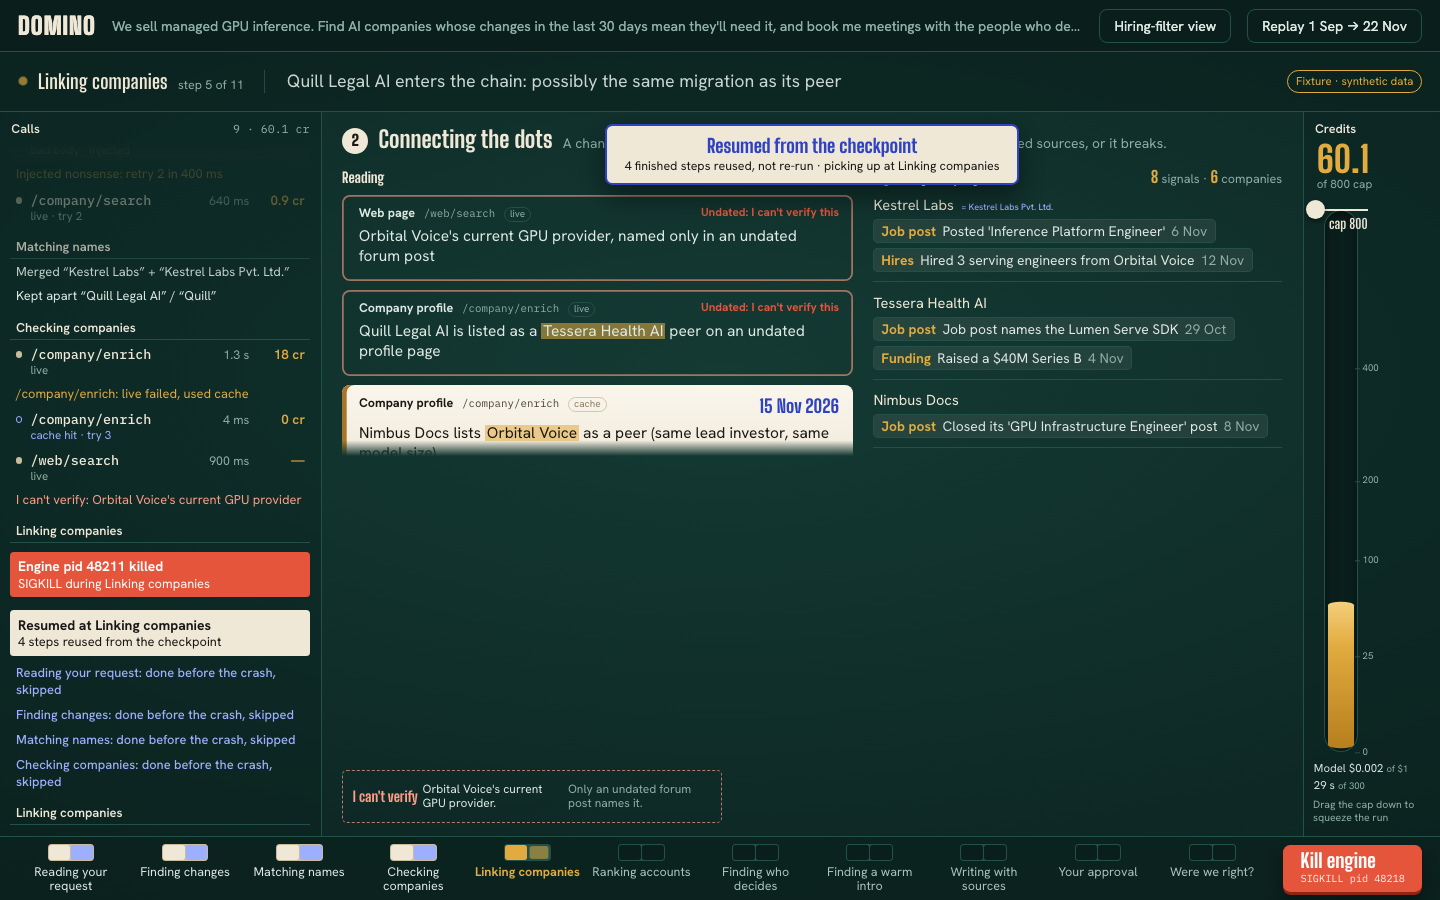 DOMINO
We sell managed GPU inference. Find AI companies whose changes in the last 30 days mean they'll need it, and book me meetings with the people who de...
Hiring-filter view
Replay 1 Sep → 22 Nov
Linking companies step 5 of 11
Quill Legal AI enters the chain: possibly the same migration as its peer
Fixture · synthetic data
Calls 9 · 60.1 cr
Injected nonsense: retry 2 in 400 ms
/company/search 640 ms 0.9 cr
live · try 2
Matching names
Merged “Kestrel Labs” + “Kestrel Labs Pvt. Ltd.”
Kept apart “Quill Legal AI” / “Quill”
Checking companies
/company/enrich 1.3 s 18 cr
live
/company/enrich: live failed, used cache
/company/enrich 4 ms 0 cr
cache hit · try 3
/web/search 900 ms —
live
I can't verify: Orbital Voice's current GPU provider
Linking companies
Engine pid 48211 killed
SIGKILL during Linking companies
Resumed at Linking companies
4 steps reused from the checkpoint
Reading your request: done before the crash,
skipped
Finding changes: done before the crash, skipped
Matching names: done before the crash, skipped
Checking companies: done before the crash,
skipped
Linking companies
2 Connecting the dots A chan
ed sources, or it breaks.
Resumed from the checkpoint
4 finished steps reused, not re-run · picking up at Linking companies
Reading
Web page /web/search live Undated: I can't verify this
Orbital Voice's current GPU provider, named only in an undated
forum post
Company profile /company/enrich live Undated: I can't verify this
Quill Legal AI is listed as a Tessera Health AI peer on an undated
profile page
Company profile /company/enrich cache 15 Nov 2026
Nimbus Docs lists Orbital Voice as a peer (same lead investor, same
model size)
8 signals · 6 companies
Kestrel Labs = Kestrel Labs Pvt. Ltd.
Job post Posted 'Inference Platform Engineer' 6 Nov
Hires Hired 3 serving engineers from Orbital Voice 12 Nov
Tessera Health AI
Job post Job post names the Lumen Serve SDK 29 Oct
Funding Raised a $40M Series B 4 Nov
Nimbus Docs
Job post Closed its 'GPU Infrastructure Engineer' post 8 Nov
I can't verify
Orbital Voice's current
GPU provider.
Only an undated forum
post names it.
Credits
60.1
of 800 cap
cap 800
400
200
100
25
0
Model $0.002 of $1
29 s of 300
Drag the cap down to
squeeze the run
Reading your
request
Finding changes
Matching names
Checking
companies
Linking companies
Ranking accounts
Finding who
decides
Finding a warm
intro
Writing with
sources
Your approval
Were we right?
Kill engine
SIGKILL pid 48218